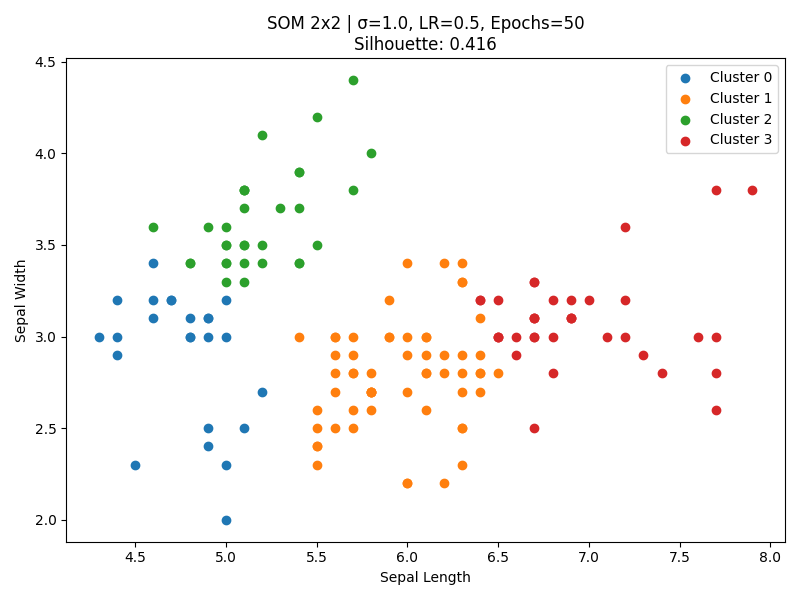 SOM 2x2 | σ=1.0, LR=0.5, Epochs=50
Silhouette: 0.416
Cluster 0
Cluster 1
Cluster 2
Cluster 3
Sepal Width
4.5
4.0
3.5
3.0
2.5
2.0
4.5 5.0 5.5 6.0 6.5 7.0 7.5 8.0
Sepal Length